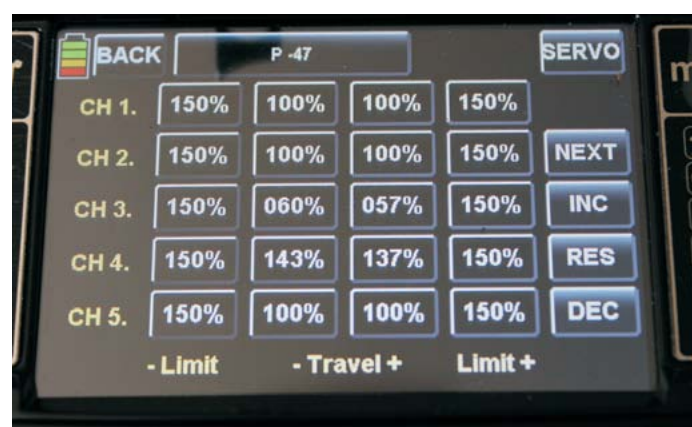 BACK P -47 SERVO
CH 1. 150% 100% 100% 150%
CH 2. 150% 100% 100% 150% NEXT
CH 3. 150% 060% 057% 150% INC
CH 4. 150% 143% 137% 150% RES
CH 5. 150% 100% 100% 150% DEC
- Limit - Travel + Limit +